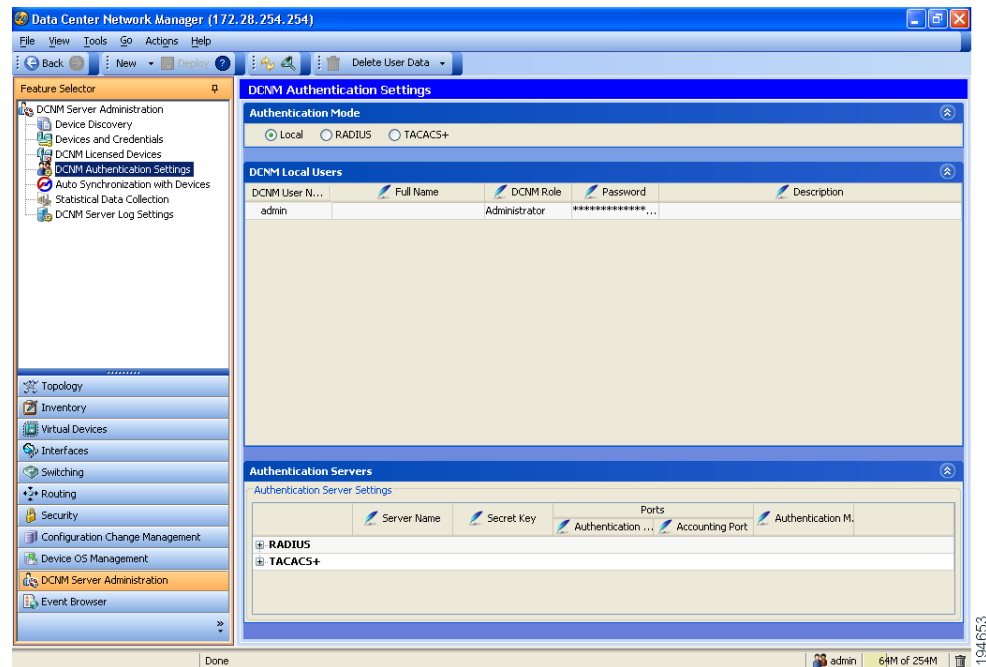 Data Center Network Manager (172.28.254.254)
File View Tools Go Actions Help
Back New Deploy Delete User Data
Feature Selector
DCNM Server Administration
Device Discovery
Devices and Credentials
DCNM Licensed Devices
DCNM Authentication Settings
Auto Synchronization with Devices
Statistical Data Collection
DCNM Server Log Settings
Topology
Inventory
Virtual Devices
Interfaces
Switching
Routing
Security
Configuration Change Management
Device OS Management
DCNM Server Administration
Event Browser
DCNM Authentication Settings
Authentication Mode
Local RADIUS TACACS+
DCNM Local Users
DCNM User N... Full Name DCNM Role Password Description
admin Administrator *************...
Authentication Servers
Authentication Server Settings
Server Name Secret Key Ports Authentication M.
Authentication ... Accounting Port
RADIUS
TACACS+
Done admin 64M of 254M
194653